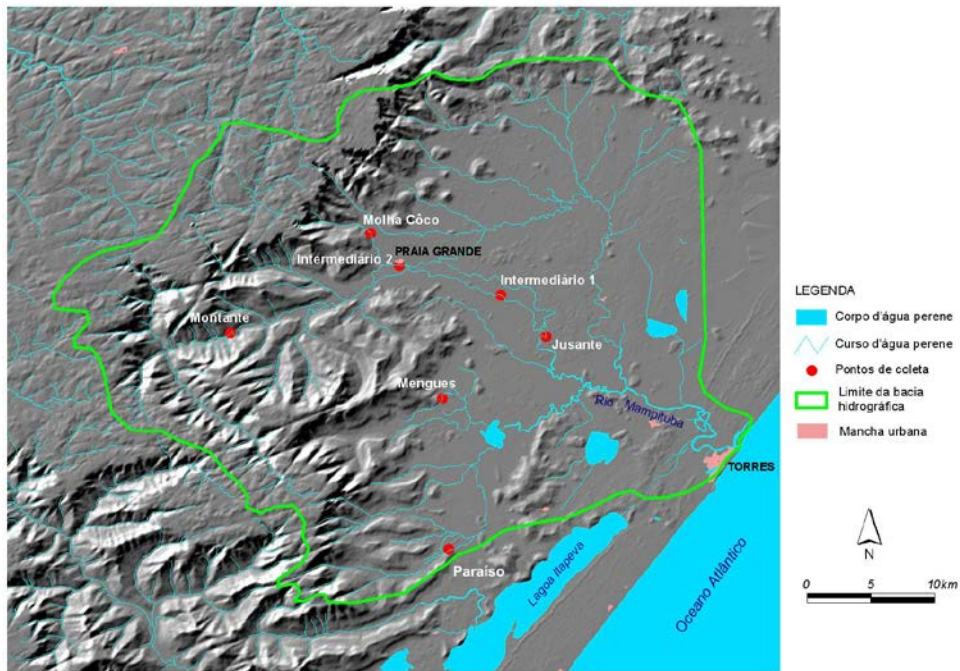 Molha Côco
PRAIA GRANDE
Intermediário 2
Intermediário 1
Montante
Jusante
Mengues
Rio Mampituba
TORRES
Paraíso
Lagoa Itapeva
Oceano Atlântico
LEGENDA
Corpo d'água perene
Curso d'água perene
Pontos de coleta
Limite da bacia
hidrográfica
Mancha urbana
N
0 5 10km